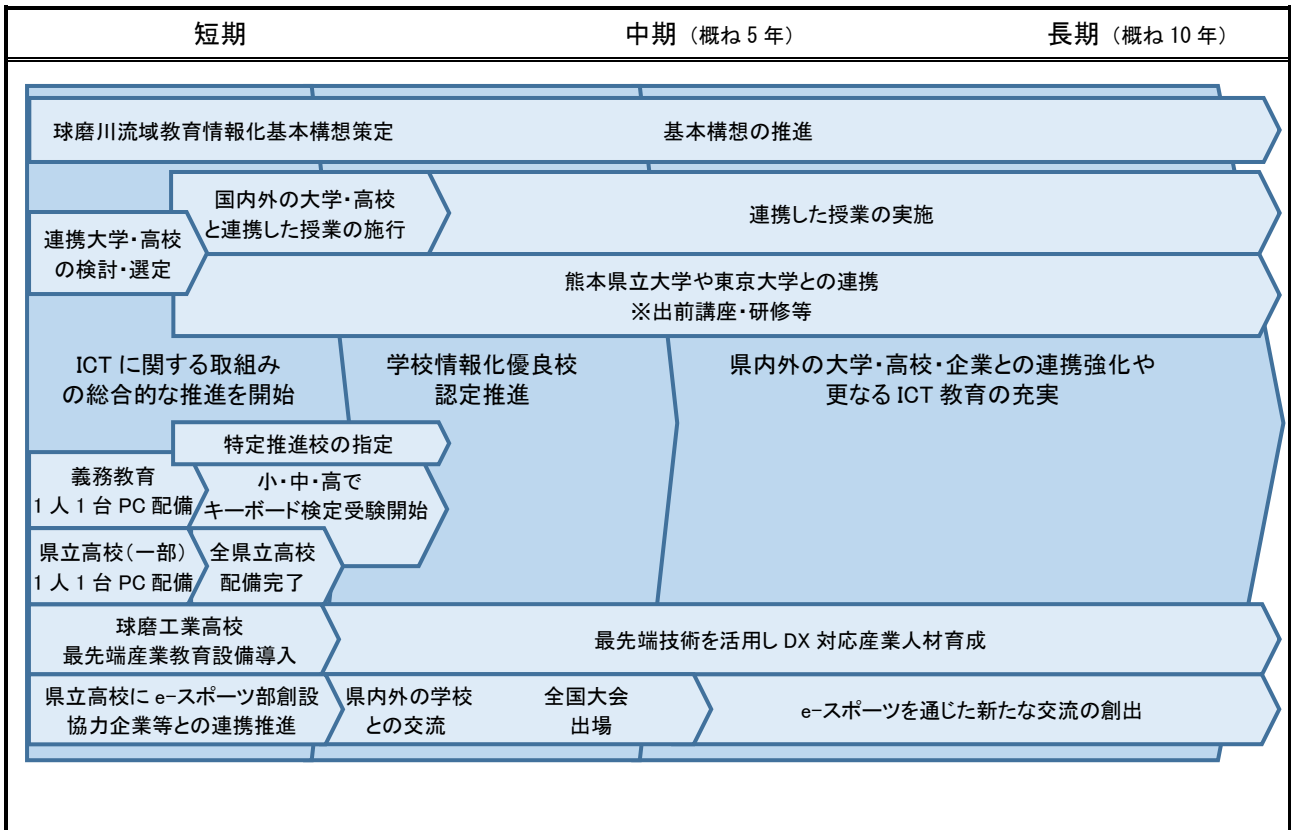 短期
中期（概ね5年）
長期（概ね10年）
球磨川流域教育情報化基本構想策定
基本構想の推進
国内外の大学・高校
と連携した授業の施行
連携した授業の実施
連携大学・高校
の検討・選定
熊本県立大学や東京大学との連携
※出前講座・研修等
ICTに関する取組み
の総合的な推進を開始
学校情報化優良校
認定推進
県内外の大学・高校・企業との連携強化や
更なるICT教育の充実
特定推進校の指定
義務教育
1人1台PC配備
小・中・高で
キーボード検定受験開始
県立高校（一部）
1人1台PC配備
全県立高校
配備完了
球磨工業高校
最先端産業教育設備導入
最先端技術を活用しDX対応産業人材育成
県立高校にe-スポーツ部創設
協力企業等との連携推進
県内外の学校
との交流
全国大会
出場
e-スポーツを通じた新たな交流の創出